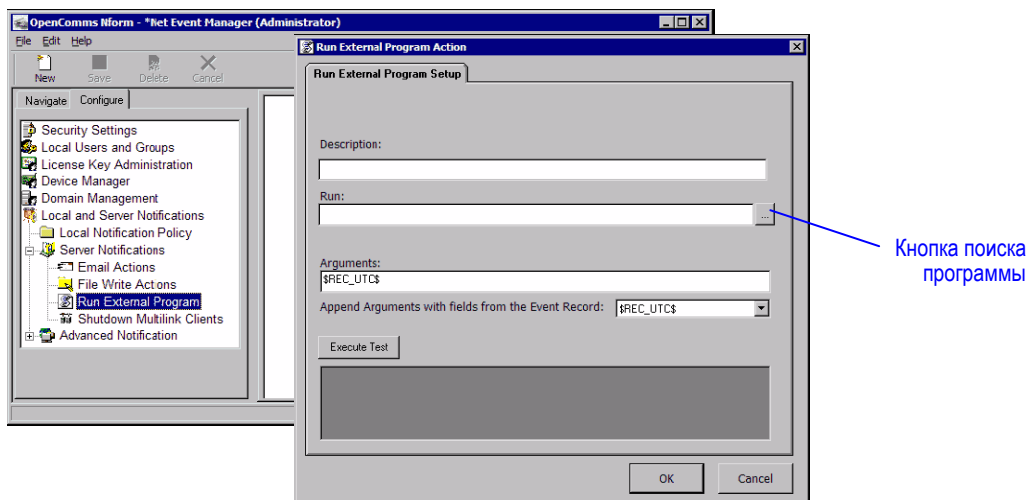 OpenComms Nform - *Net Event Manager (Administrator)
File Edit Help
New Save Delete Cancel
Navigate Configure
Security Settings
Local Users and Groups
License Key Administration
Device Manager
Domain Management
Local and Server Notifications
Local Notification Policy
Server Notifications
Email Actions
File Write Actons
Run External Program
Shutdown Multilink Clients
Advanced Notification
Run External Program Action
Run External Program Setup
Description:
Run:
...
Arguments:
$REC_UTC$
Append Arguments with fields from the Event Record: $REC_UTC$
Execute Test
OK Cancel
Кнопка поиска
программы